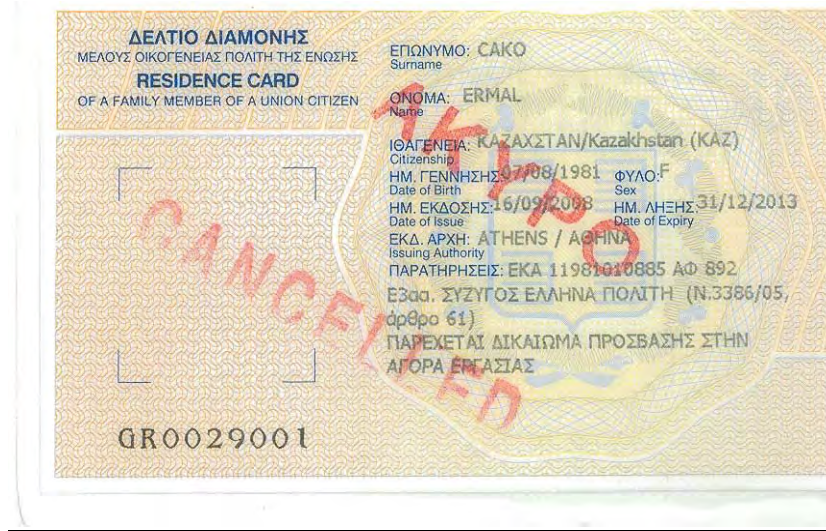 ΔΕΛΤΙΟ ΔΙΑΜΟΝΗΣ
ΜΕΛΟΥΣ ΟΙΚΟΓΕΝΕΙΑΣ ΠΟΛΙΤΗ ΤΗΣ ΕΝΩΣΗΣ
RESIDENCE CARD
OF A FAMILY MEMBER OF A UNION CITIZEN
ΕΠΩΝΥΜΟ: CAKO
Surname
ΟΝΟΜΑ: ERMAL
Name
ΙΘΑΓΕΝΕΙΑ: ΚΑΖΑΧΣΤΑΝ/Kazakhstan (KAZ)
Citizenship
ΗΜ. ΓΕΝΝΗΣΗΣ: 07/08/1981 ΦΥΛΟ: F
Date of Birth Sex
ΗΜ. ΕΚΔΟΣΗΣ: 16/09/2008 ΗΜ. ΛΗΞΗΣ: 31/12/2013
Date of Issue Date of Expiry
ΕΚΔ. ΑΡΧΗ: ATHENS / ΑΘΗΝΑ
Issuing Authority
ΠΑΡΑΤΗΡΗΣΕΙΣ: ΕΚΑ 11981010885 ΑΦ 892
Ε3αα. ΣΥΖΥΓΟΣ ΕΛΛΗΝΑ ΠΟΛΙΤΗ (Ν.3386/05,
άρθρο 61)
ΠΑΡΕΧΕΤΑΙ ΔΙΚΑΙΩΜΑ ΠΡΟΣΒΑΣΗΣ ΣΤΗΝ
ΑΓΟΡΑ ΕΡΓΑΣΙΑΣ
ΑΚΥΡΟ
CANCELLED
GR0029001